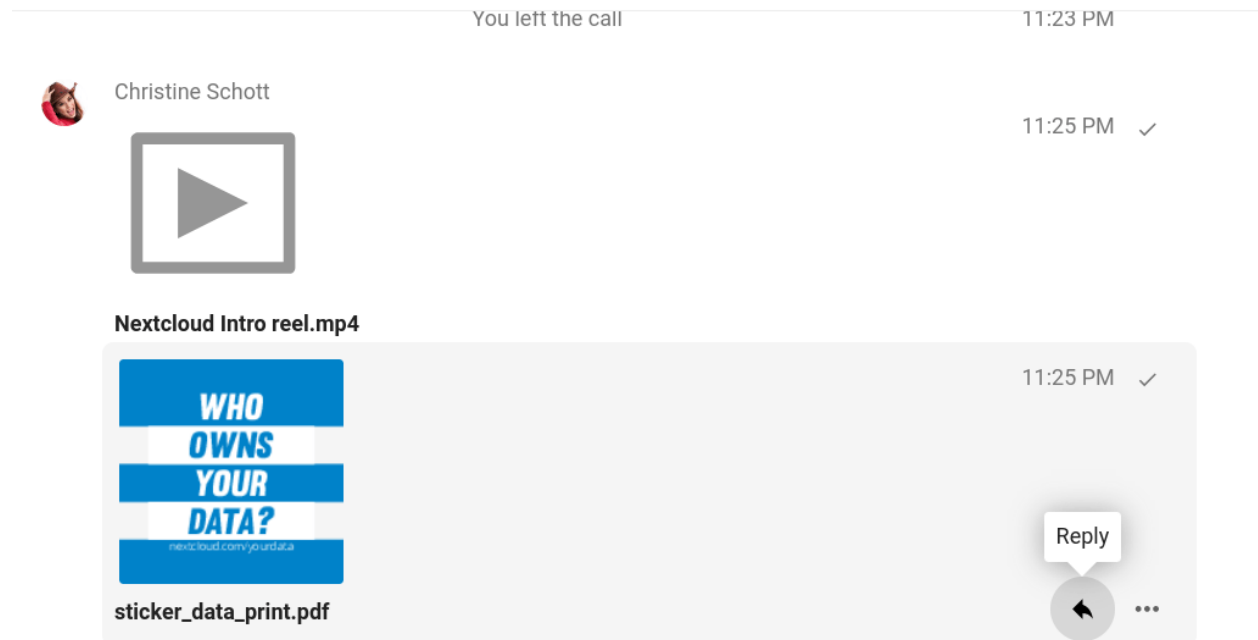 You left the call 11:23 PM
Christine Schott
11:25 PM
Nextcloud Intro reel.mp4
11:25 PM
WHO
OWNS
YOUR
DATA?
nextcloud.com/yourdata
Reply
sticker_data_print.pdf